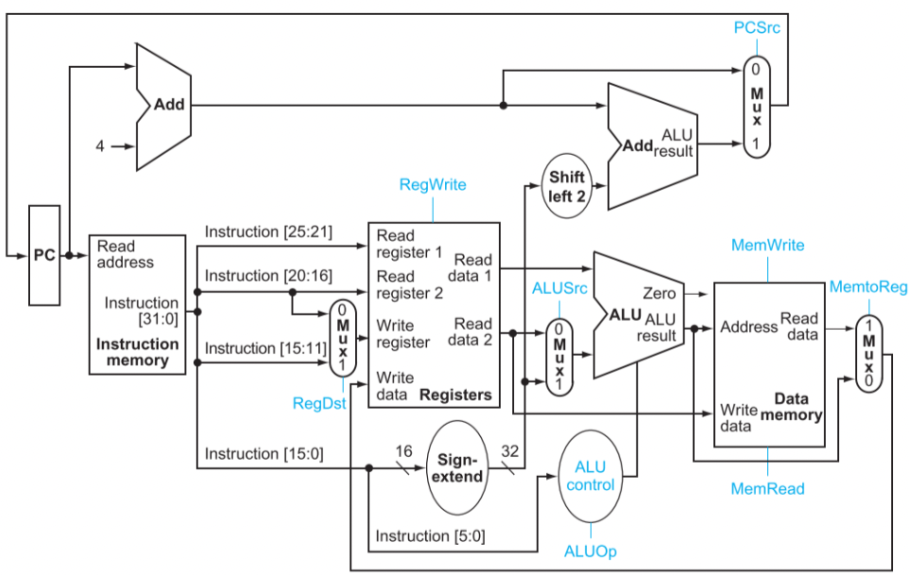 PCSrc
0
M
u
x
1
Add
4
Add
ALU
result
Shift
left 2
RegWrite
PC
Read
address
Instruction
[31:0]
Instruction
memory
Instruction [25:21]
Instruction [20:16]
Instruction [15:11]
0
M
u
x
1
RegDst
Read
register 1
Read
register 2
Write
register
Write
data
Read
data 1
Read
data 2
Registers
ALUSrc
0
M
u
x
1
Zero
ALU
ALU
result
MemWrite
Address
Read
data
Write
data
Data
memory
MemRead
MemtoReg
1
M
u
x
0
Instruction [15:0]
16
Sign-
extend
32
ALU
control
Instruction [5:0]
ALUOp